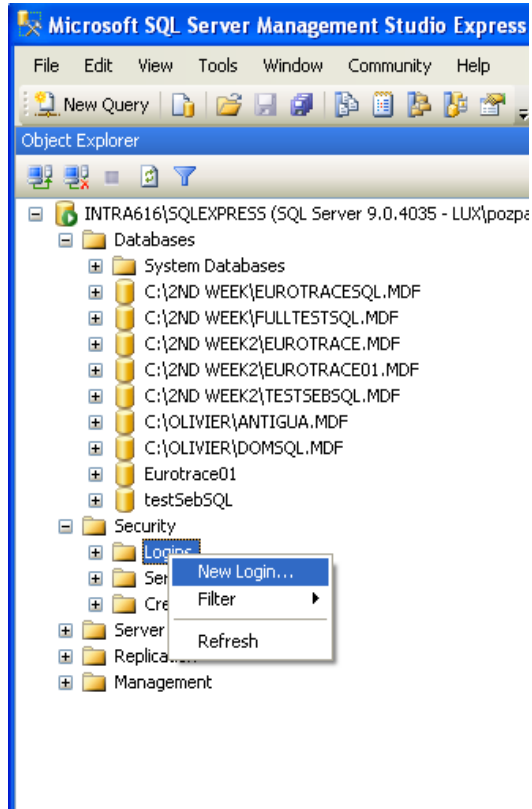 Microsoft SQL Server Management Studio Express
File Edit View Tools Window Community Help
New Query
Object Explorer
INTRA616\SQLEXPRESS (SQL Server 9.0.4035 - LUX\pozpa
Databases
System Databases
C:\2ND WEEK\EUROTRACESQL.MDF
C:\2ND WEEK\FULLTESTSQL.MDF
C:\2ND WEEK2\EUROTRACE.MDF
C:\2ND WEEK2\EUROTRACE01.MDF
C:\2ND WEEK2\TESTSEBSQL.MDF
C:\OLIVIER\ANTIGUA.MDF
C:\OLIVIER\DOMSQL.MDF
Eurotrace01
testSebSQL
Security
Logins
New Login...
Ser
Filter
Cre
Server
Refresh
Replication
Management